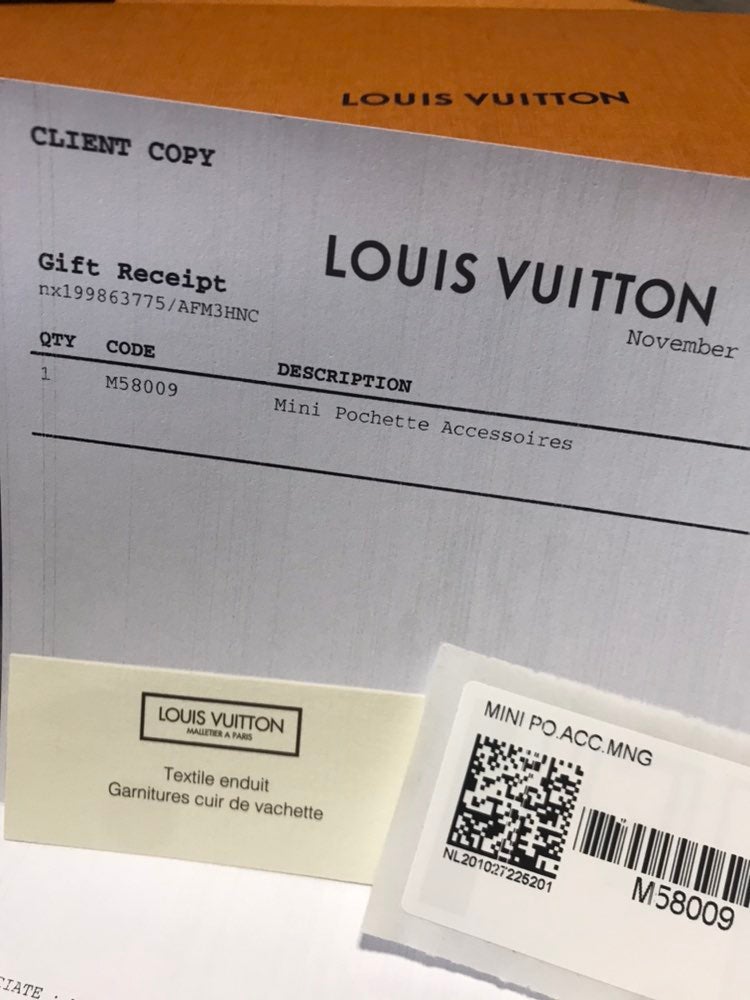 LOUIS VUITTON
CLIENT COPY
LOUIS VUITTON
Gift Receipt
nx199863775/AFM3HNC
November
QTY CODE DESCRIPTION
1 M58009 Mini Pochette Accessoires
LOUIS VUITTON
MALLETIER A PARIS
Textile enduit
Garnitures cuir de vachette
MINI PO.ACC.MNG
NL201027225201
M58009